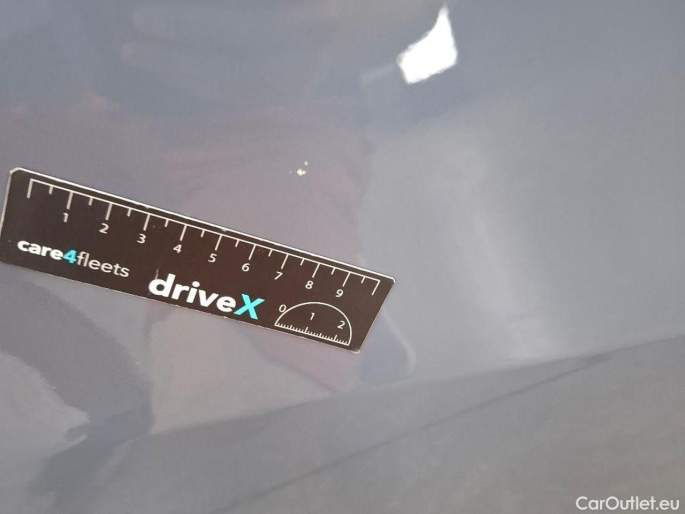 1 2 3 4 5 6 7 8 9
care4fleets
driveX
0 1 2
CarOutlet.eu